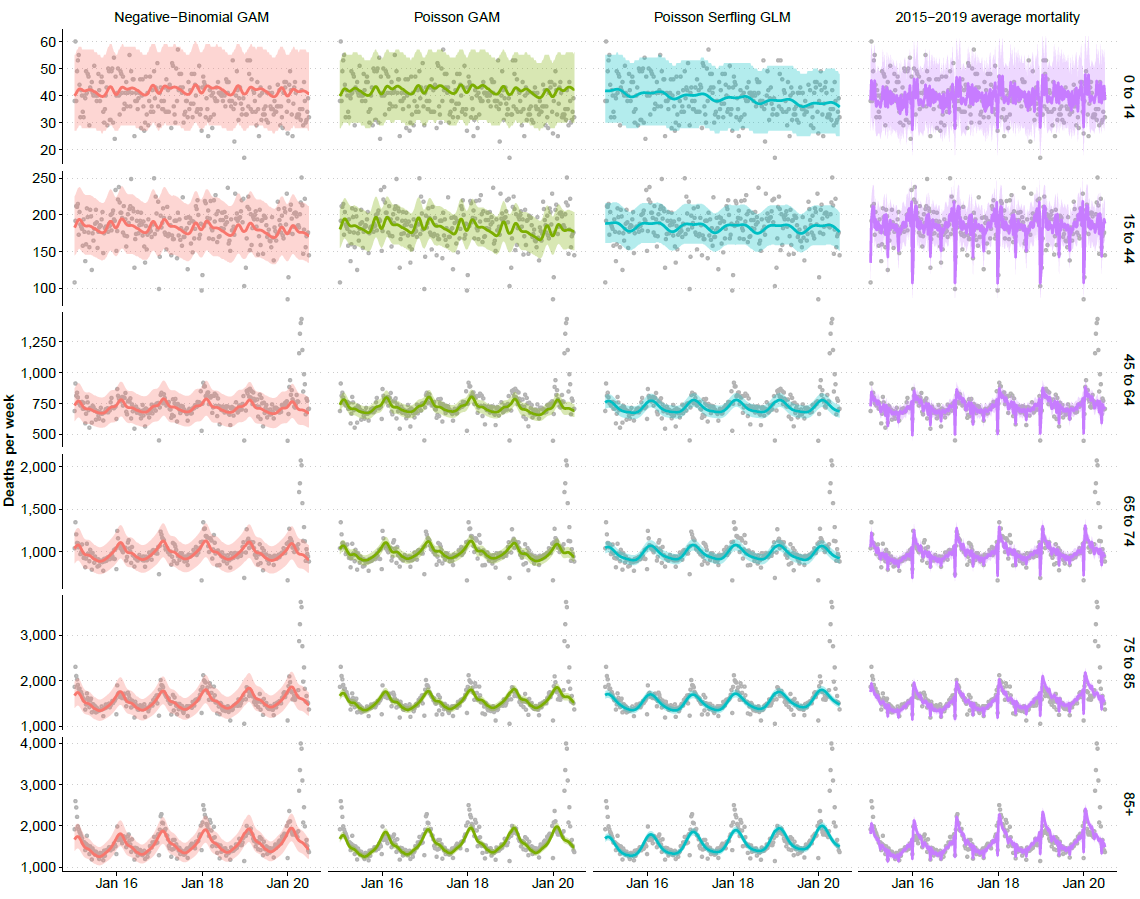 Negative−Binomial GAM
Poisson GAM
Poisson Serfling GLM
2015−2019 average mortality
60
50
40
30
20
0 to 14
250
200
150
100
15 to 44
1,250
1,000
750
500
45 to 64
Deaths per week
2,000
1,500
1,000
65 to 74
3,000
2,000
1,000
75 to 85
4,000
3,000
2,000
1,000
85+
Jan 16 Jan 18 Jan 20
Jan 16 Jan 18 Jan 20
Jan 16 Jan 18 Jan 20
Jan 16 Jan 18 Jan 20